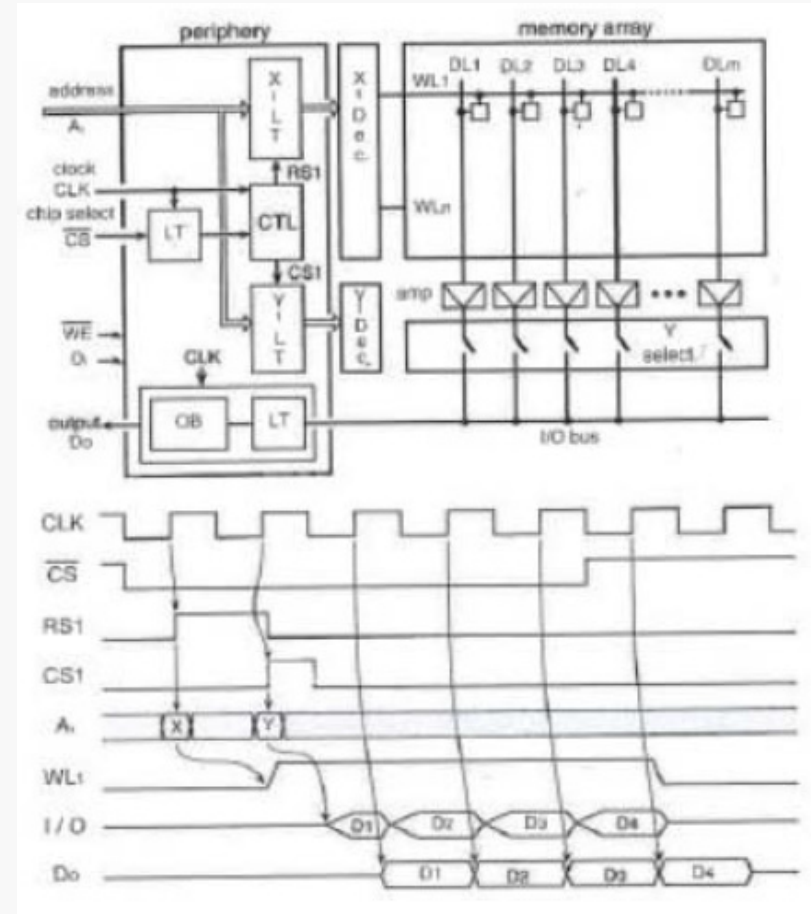 periphery
memory array
address
Ai
X-LT
X-Dec.
WL1
DL1 DL2 DL3 DL4 DLm
clock
CLK
RS1
chip select
CS
LT
CTL
WLn
CS1
Y-LT
Y-Dec.
amp
WE
Di
CLK
Y
select
output
Do
OB
LT
I/O bus
CLK
CS
RS1
CS1
Ai
X
Y
WL1
I/O
D1 D2 D3 D4
Do
D1 D2 D3 D4